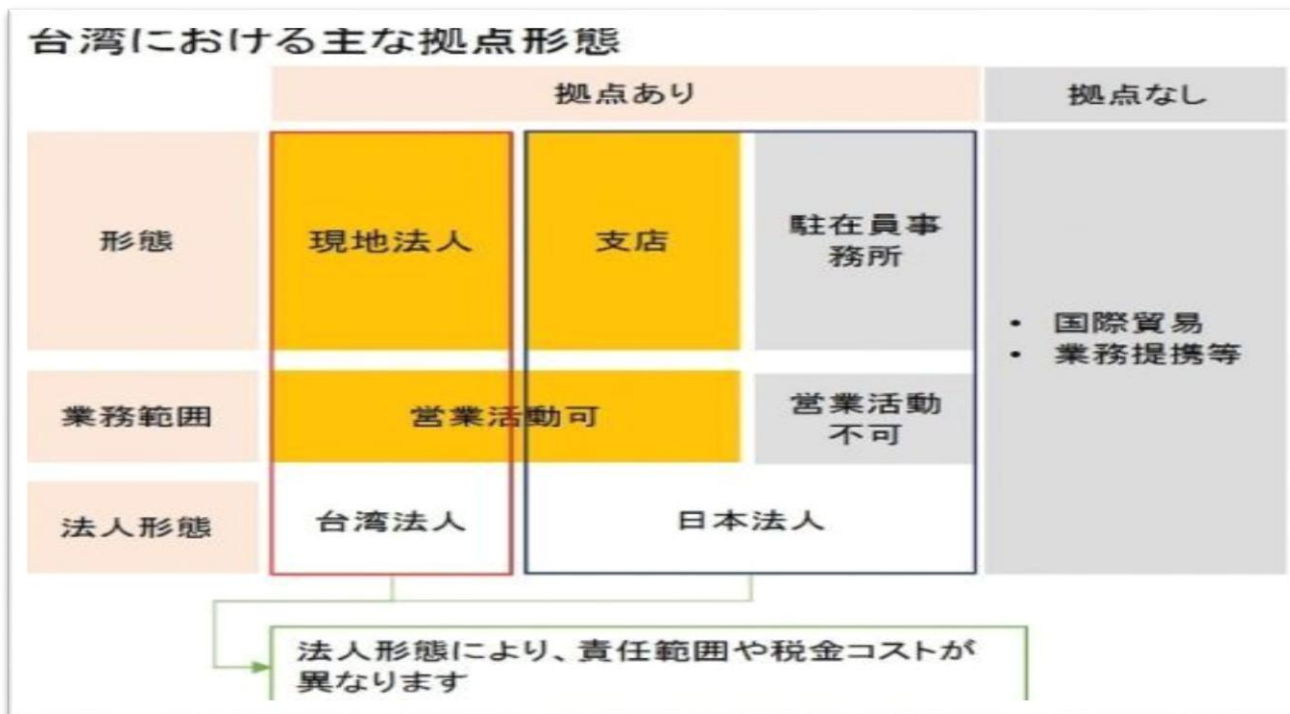 台湾における主な拠点形態
拠点あり
拠点なし
形態
現地法人
支店
駐在員事
務所
• 国際貿易
• 業務提携等
業務範囲
営業活動可
営業活動
不可
法人形態
台湾法人
日本法人
法人形態により、責任範囲や税金コストが
異なります